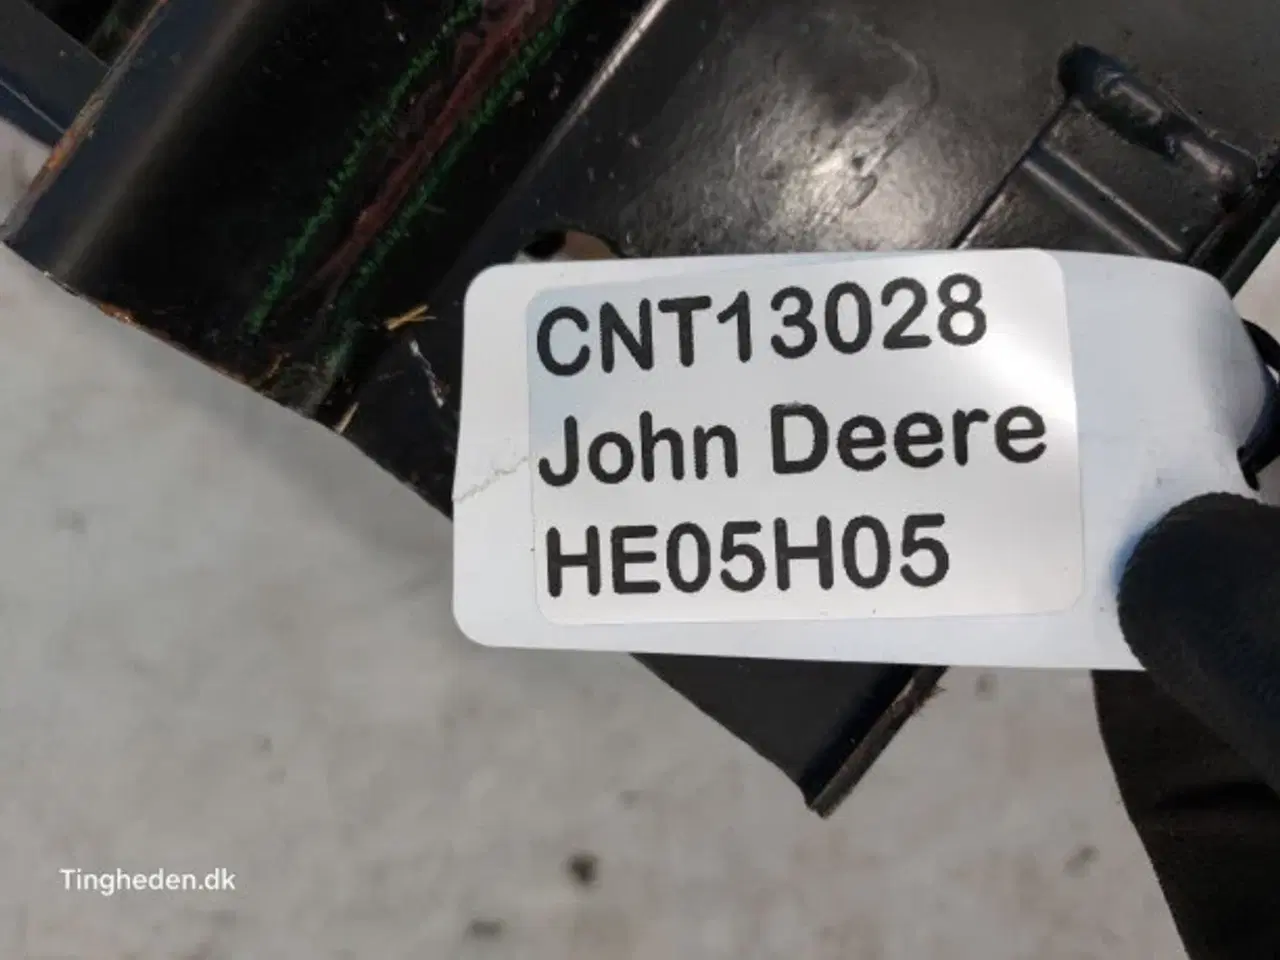 CNT13028
John Deere
HE05H05
Tingheden.dk